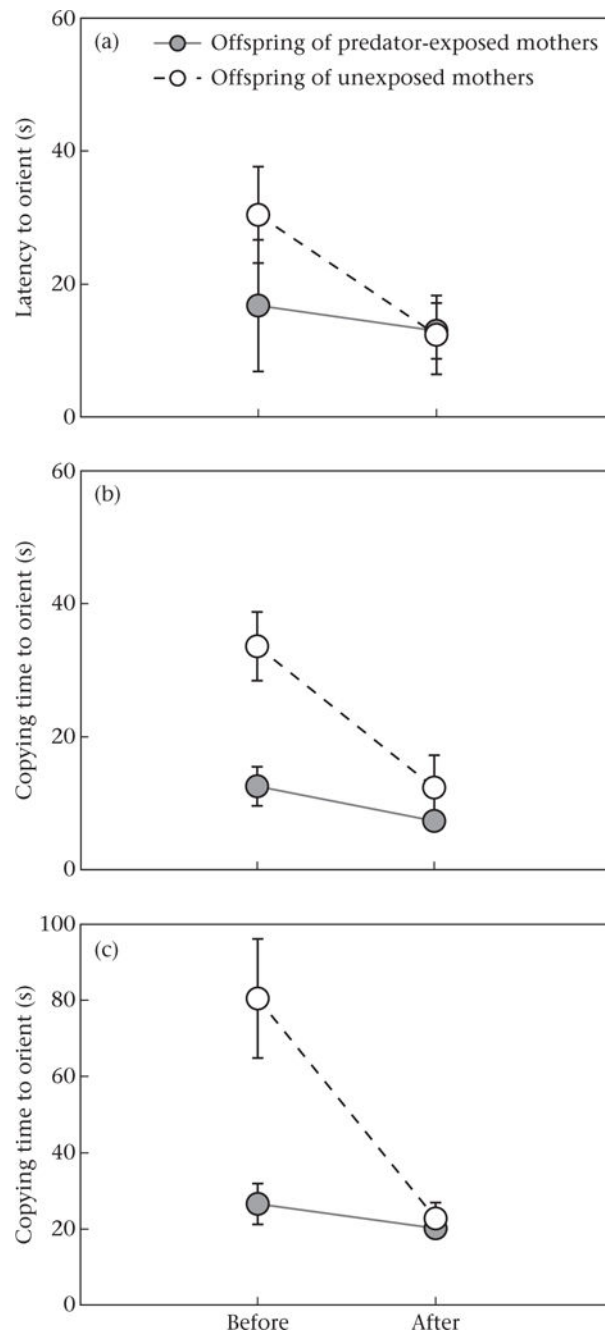 60
(a)
Offspring of predator-exposed mothers
Offspring of unexposed mothers
40
20
0
Latency to orient (s)
60
(b)
40
20
0
Copying time to orient (s)
100
(c)
80
60
40
20
0
Copying time to orient (s)
Before After